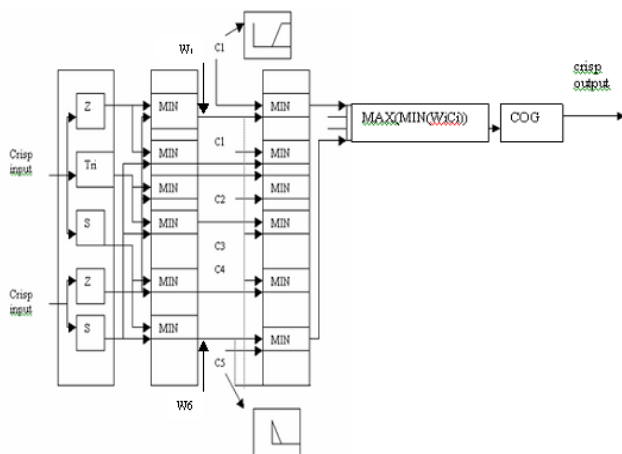 W1
C1
crisp
output
Z
MIN
MIN
MAX(MIN(WiCi))
COG
C1
MIN
MIN
Crisp
input
Tri
MIN
C2
MIN
S
MIN
MIN
C3
C4
Crisp
input
Z
MIN
MIN
S
MIN
MIN
C5
W6